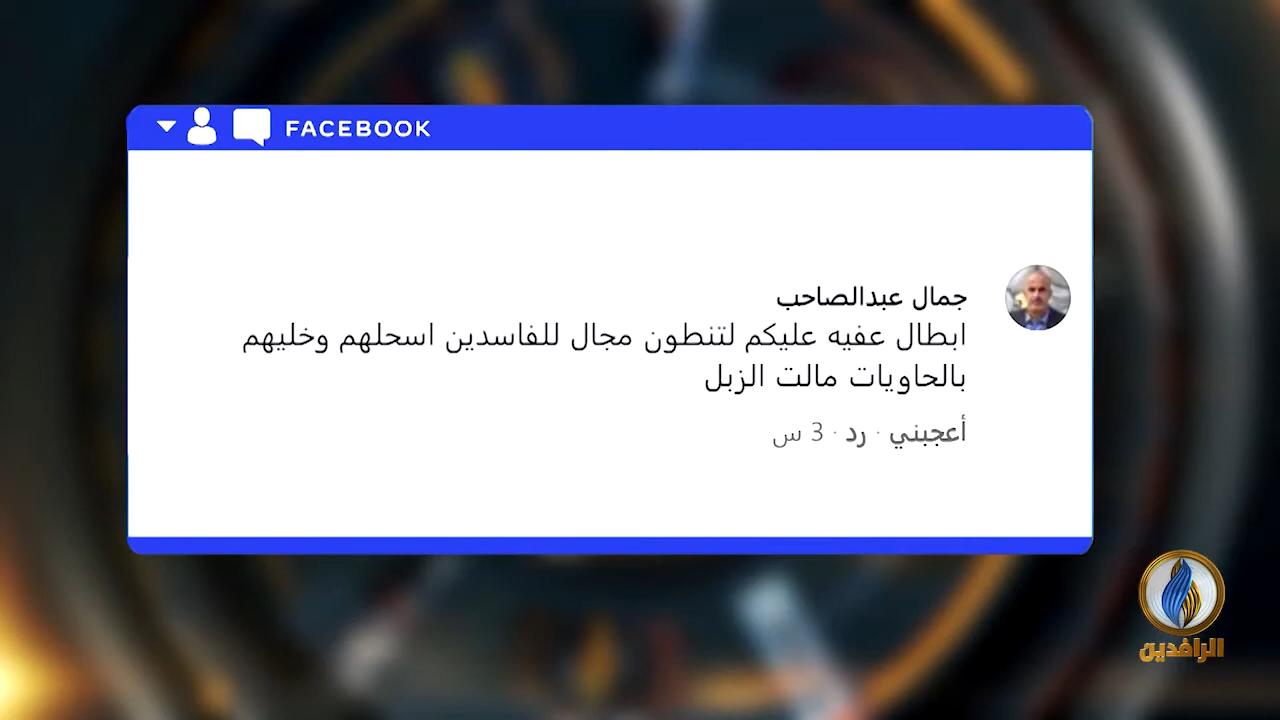 FACEBOOK
جمال عبدالصاحب
ابطال عفيه عليكم لتنطون مجال للفاسدين اسحلهم وخليهم
بالحاويات مالت الزبل
أعجبني · رد · 3 س
الرافدين